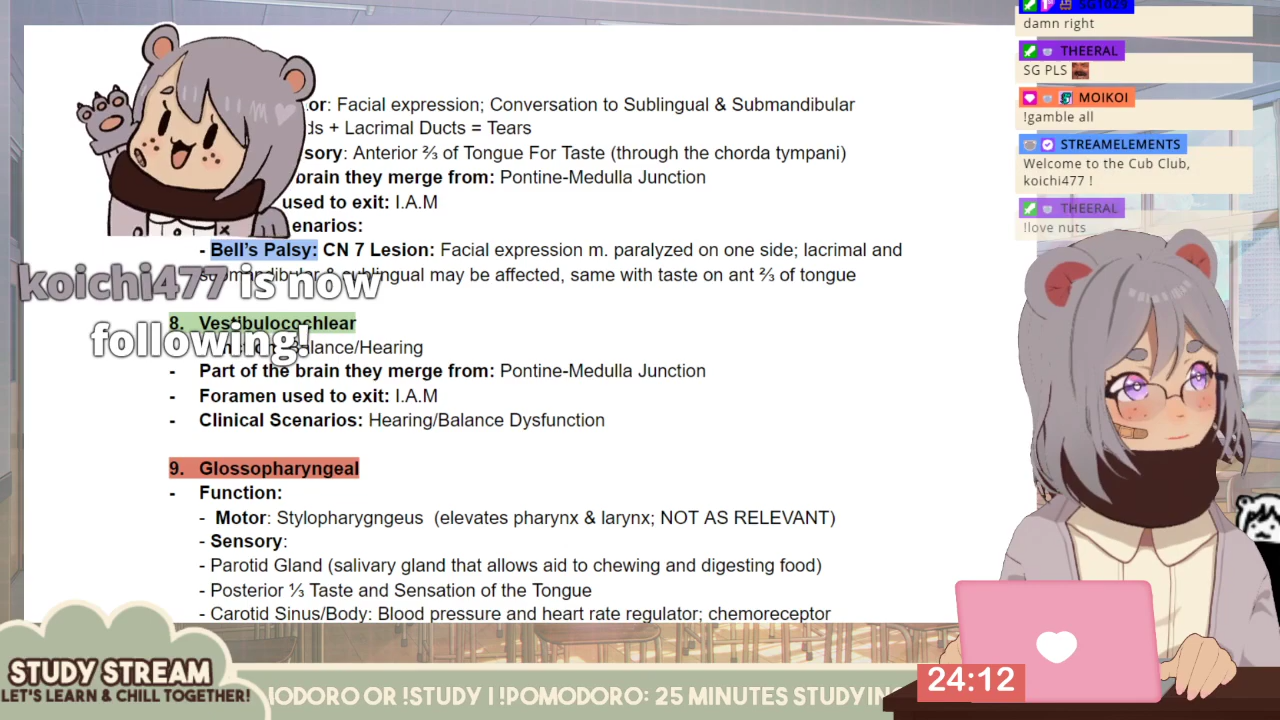 or: Facial expression; Conversation to Sublingual & Submandibular
ds + Lacrimal Ducts = Tears
sory: Anterior ⅔ of Tongue For Taste (through the chorda tympani)
brain they merge from: Pontine-Medulla Junction
used to exit: I.A.M
enarios:
- Bell's Palsy: CN 7 Lesion: Facial expression m. paralyzed on one side; lacrimal and
submandibular & sublingual may be affected, same with taste on ant ⅔ of tongue
koichi477 is now
following!
8. Vestibulocochlear
Balance/Hearing
- Part of the brain they merge from: Pontine-Medulla Junction
- Foramen used to exit: I.A.M
- Clinical Scenarios: Hearing/Balance Dysfunction
9. Glossopharyngeal
- Function:
- Motor: Stylopharygngeus (elevates pharynx & larynx; NOT AS RELEVANT)
- Sensory:
- Parotid Gland (salivary gland that allows aid to chewing and digesting food)
- Posterior ⅓ Taste and Sensation of the Tongue
- Carotid Sinus/Body: Blood pressure and heart rate regulator; chemoreceptor
SG1029
damn right
THEERAL
SG PLS
MOIKOI
!gamble all
STREAMELEMENTS
Welcome to the Cub Club,
koichi477 !
THEERAL
!love nuts
STUDY STREAM
LET'S LEARN & CHILL TOGETHER!
IODORO OR !STUDY | !POMODORO: 25 MINUTES STUDYING
24:12